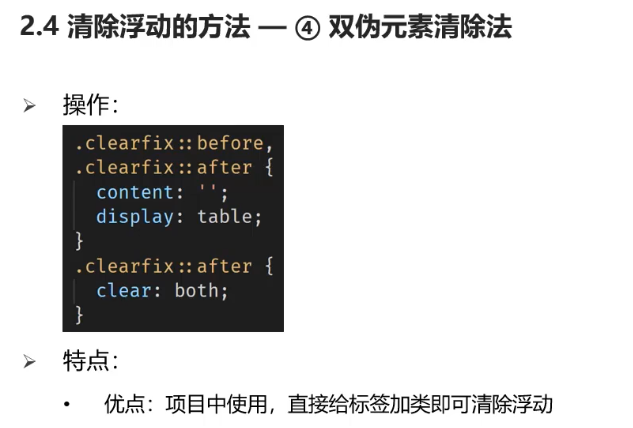 2.4 清除浮动的方法 — ④ 双伪元素清除法
操作：
.clearfix::before,
.clearfix::after {
content: '';
display: table;
}
.clearfix::after {
clear: both;
}
特点：
优点：项目中使用，直接给标签加类即可清除浮动